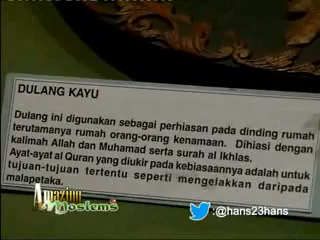 DULANG KAYU
Dulang ini digunakan sebagai perhiasan pada dinding rumah
terutamanya rumah orang-orang kenamaan. Dihiasi dengan
kalimah Allah dan Muhamad serta surah al Ikhlas.
Ayat-ayat al Quran yang diukir pada kebiasaannya adalah untuk
tujuan-tujuan tertentu seperti mengelakkan daripada
malapetaka.
Amazing
Moslems
:@hans23hans